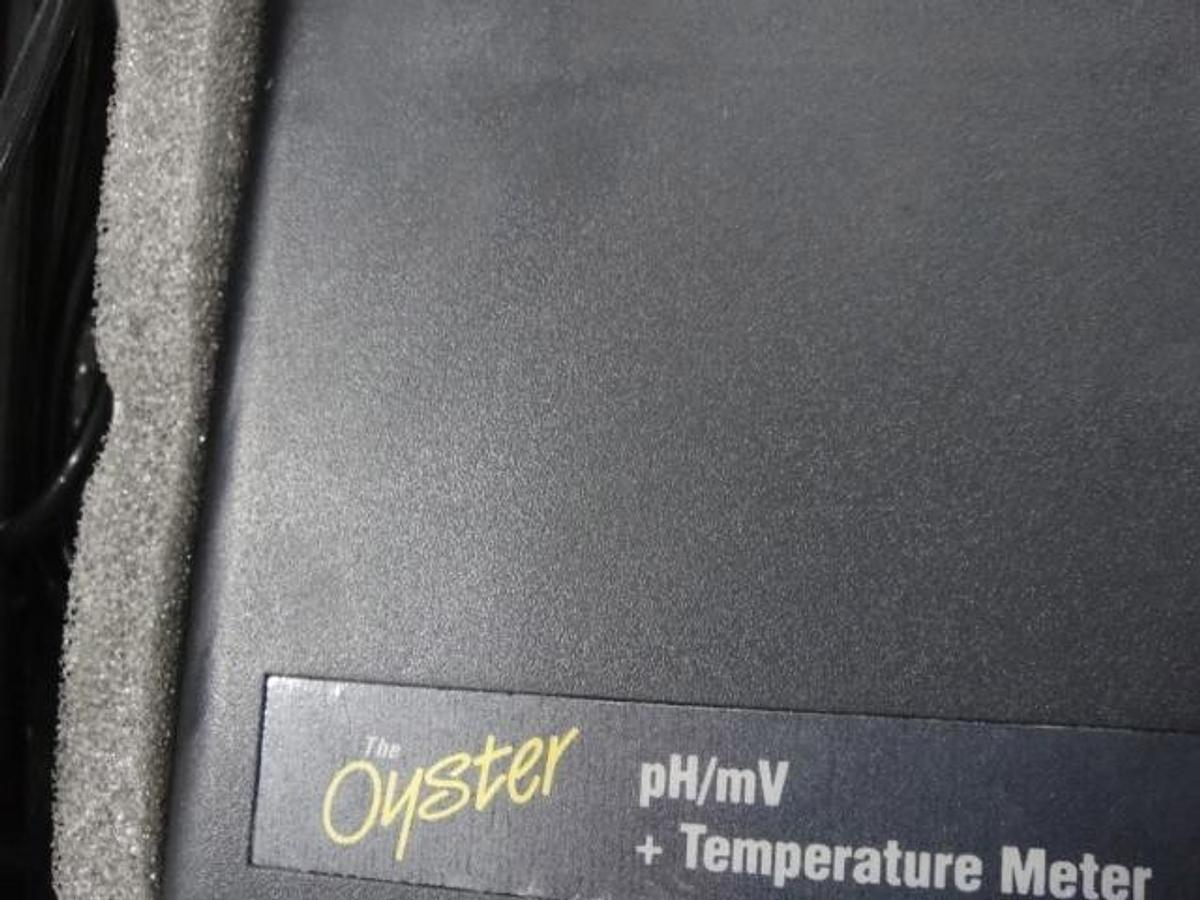 The
Oyster
pH/mV
+ Temperature Meter